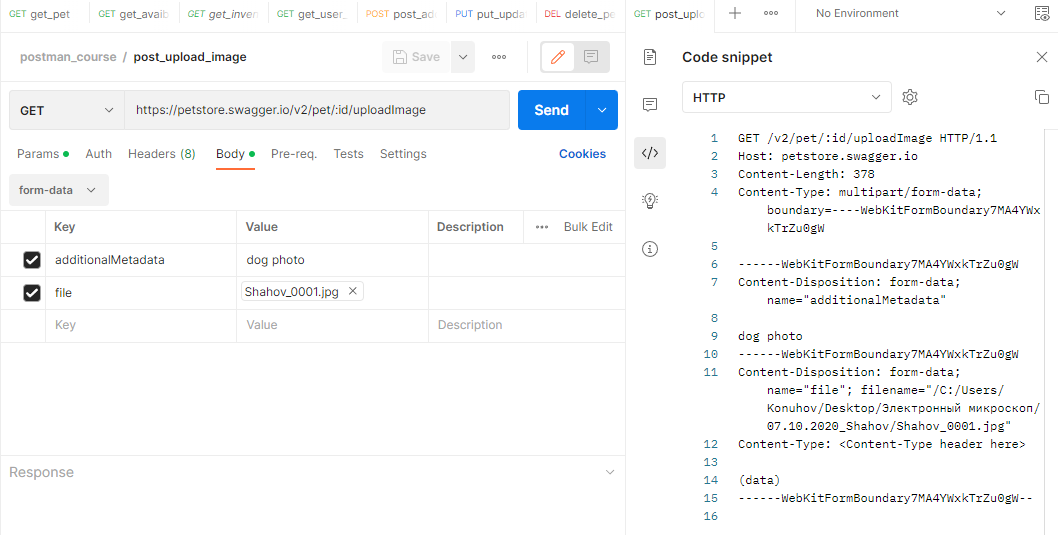 GET get_pet GET get_avaib GET get_inven GET get_user_ POST post_ad PUT put_upda DEL delete_pe GET post_uplo No Environment
postman_course / post_upload_image
Save
Code snippet
GET
https://petstore.swagger.io/v2/pet/:id/uploadImage
Send
HTTP
Params Auth Headers (8) Body Pre-req. Tests Settings
Cookies
form-data
Key Value Description Bulk Edit
additionalMetadata dog photo
file Shahov_0001.jpg
Key Value Description
Response
1 GET /v2/pet/:id/uploadImage HTTP/1.1
2 Host: petstore.swagger.io
3 Content-Length: 378
4 Content-Type: multipart/form-data;
boundary=----WebKitFormBoundary7MA4YWx
kTrZu0gW
5
6 ------WebKitFormBoundary7MA4YWxkTrZu0gW
7 Content-Disposition: form-data;
name="additionalMetadata"
8
9 dog photo
10 ------WebKitFormBoundary7MA4YWxkTrZu0gW
11 Content-Disposition: form-data;
name="file"; filename="/C:/Users/
Konuhov/Desktop/Электронный микроскоп/
07.10.2020_Shahov/Shahov_0001.jpg"
12 Content-Type: <Content-Type header here>
13
14 (data)
15 ------WebKitFormBoundary7MA4YWxkTrZu0gW--
16